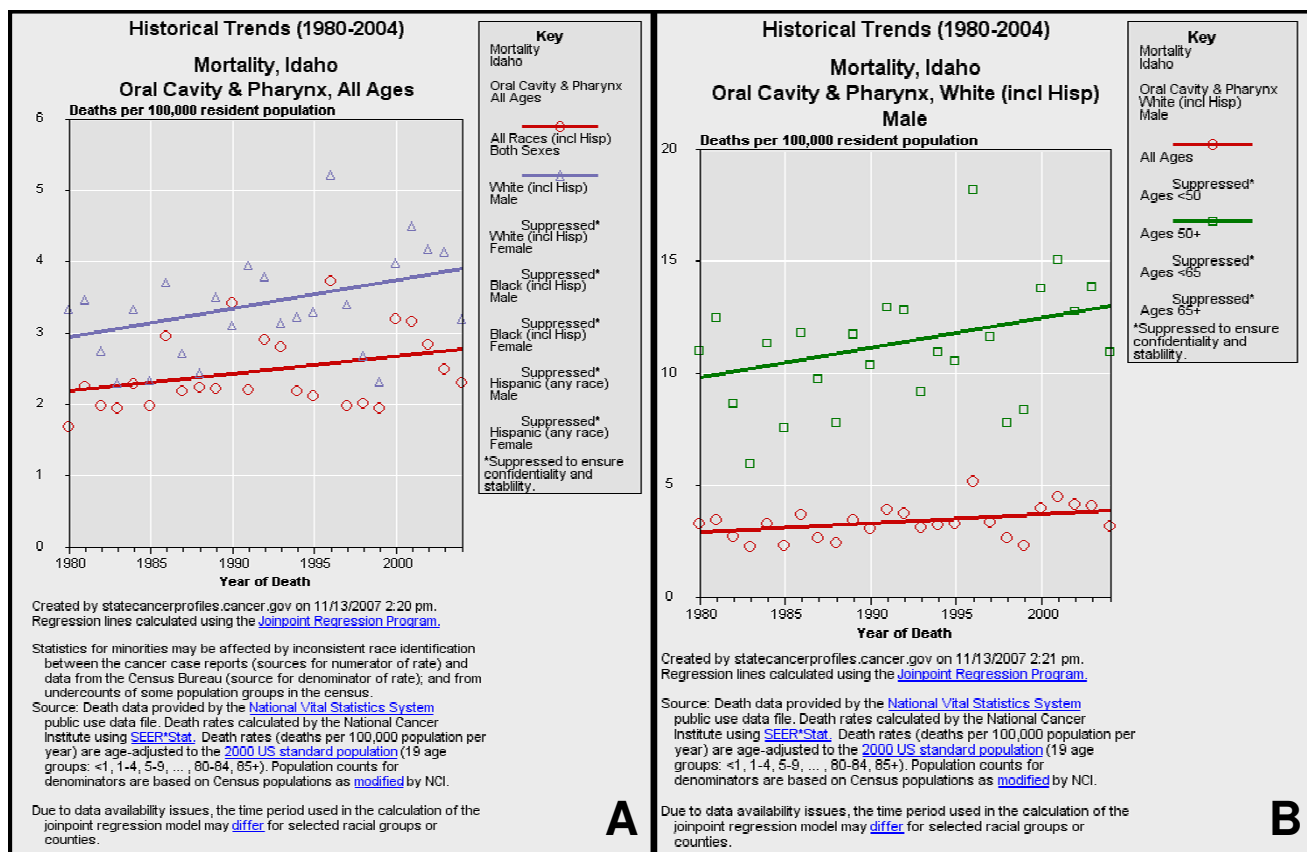 Historical Trends (1980-2004)
Mortality, Idaho
Oral Cavity & Pharynx, All Ages
Deaths per 100,000 resident population
6
5
4
3
2
1
0
1980
1985
1990
1995
2000
Year of Death
Key
Mortality
Idaho
Oral Cavity & Pharynx
All Ages
All Races (incl Hisp)
Both Sexes
White (incl Hisp)
Male
Suppressed*
White (incl Hisp)
Female
Suppressed*
Black (incl Hisp)
Male
Suppressed*
Black (incl Hisp)
Female
Suppressed*
Hispanic (any race)
Male
Suppressed*
Hispanic (any race)
Female
*Suppressed to ensure
confidentiality and
stablility.
Created by statecancerprofiles.cancer.gov on 11/13/2007 2:20 pm.
Regression lines calculated using the Joinpoint Regression Program.
Statistics for minorities may be affected by inconsistent race identification
between the cancer case reports (sources for numerator of rate) and
data from the Census Bureau (source for denominator of rate); and from
undercounts of some population groups in the census.
Source: Death data provided by the National Vital Statistics System
public use data file. Death rates calculated by the National Cancer
Institute using SEER*Stat. Death rates (deaths per 100,000 population per
year) are age-adjusted to the 2000 US standard population (19 age
groups: <1, 1-4, 5-9, ... , 80-84, 85+). Population counts for
denominators are based on Census populations as modified by NCI.
Due to data availability issues, the time period used in the calculation of the
joinpoint regression model may differ for selected racial groups or
counties.
A
Historical Trends (1980-2004)
Mortality, Idaho
Oral Cavity & Pharynx, White (incl Hisp)
Male
Deaths per 100,000 resident population
20
15
10
5
0
1980
1985
1990
1995
2000
Year of Death
Key
Mortality
Idaho
Oral Cavity & Pharynx
White (incl Hisp)
Male
All Ages
Suppressed*
Ages <50
Ages 50+
Suppressed*
Ages <65
Suppressed*
Ages 65+
*Suppressed to ensure
confidentiality and
stablility.
Created by statecancerprofiles.cancer.gov on 11/13/2007 2:21 pm.
Regression lines calculated using the Joinpoint Regression Program.
Source: Death data provided by the National Vital Statistics System
public use data file. Death rates calculated by the National Cancer
Institute using SEER*Stat. Death rates (deaths per 100,000 population per
year) are age-adjusted to the 2000 US standard population (19 age
groups: <1, 1-4, 5-9, ... , 80-84, 85+). Population counts for
denominators are based on Census populations as modified by NCI.
Due to data availability issues, the time period used in the calculation of the
joinpoint regression model may differ for selected racial groups or
counties.
B